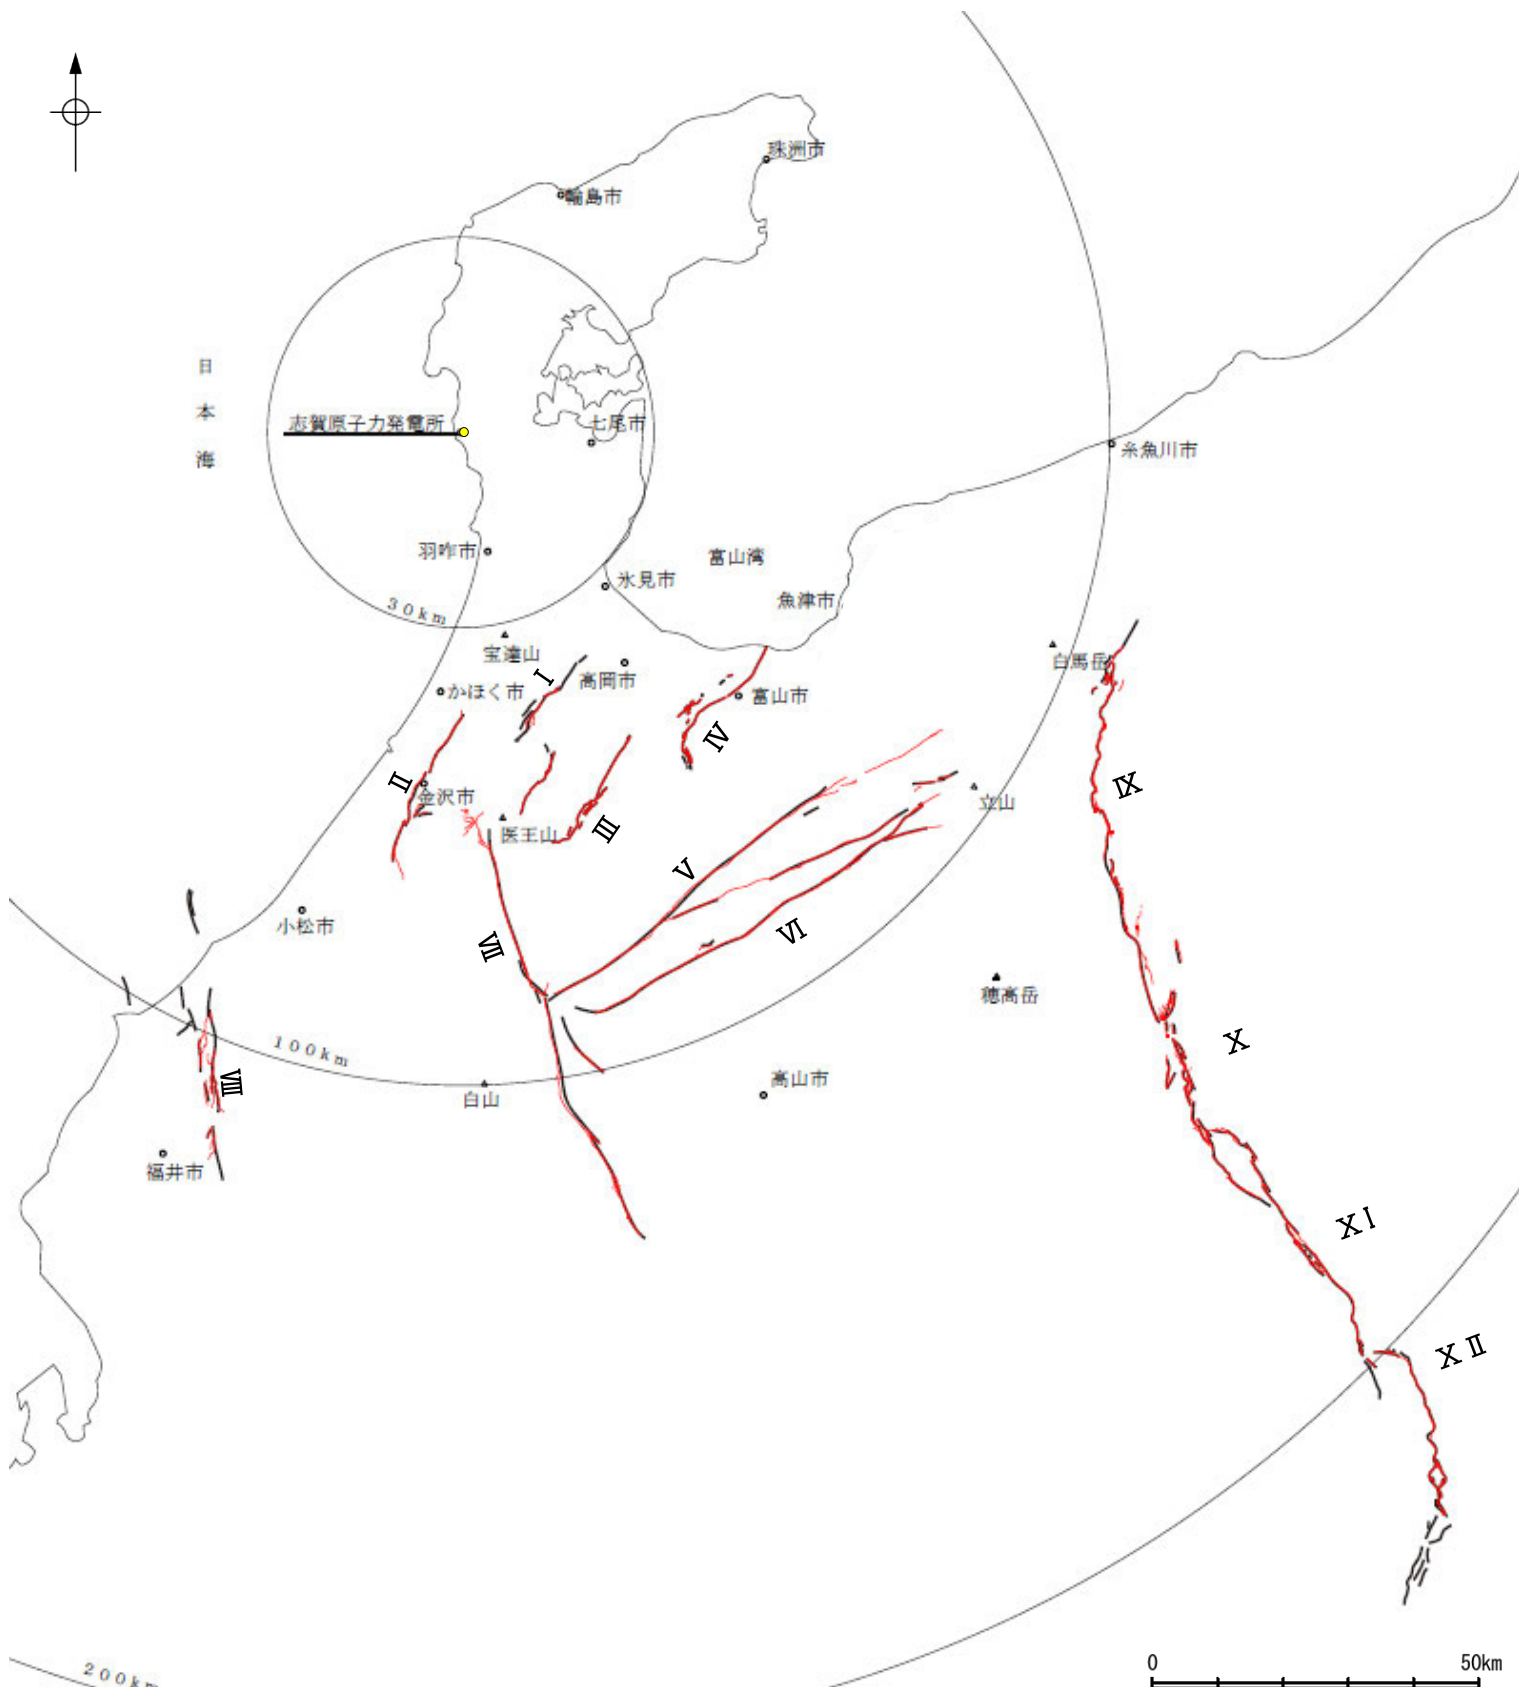 珠洲市
輪島市
日本海
志賀原子力発電所
七尾市
糸魚川市
羽咋市
富山湾
氷見市
魚津市
30km
宝達山
白馬岳
I
高岡市
かほく市
富山市
IV
II
金沢市
IX
立山
医王山
III
V
小松市
VI
VII
穂高岳
X
100km
高山市
VIII
白山
福井市
XI
XII
200km
0 50km